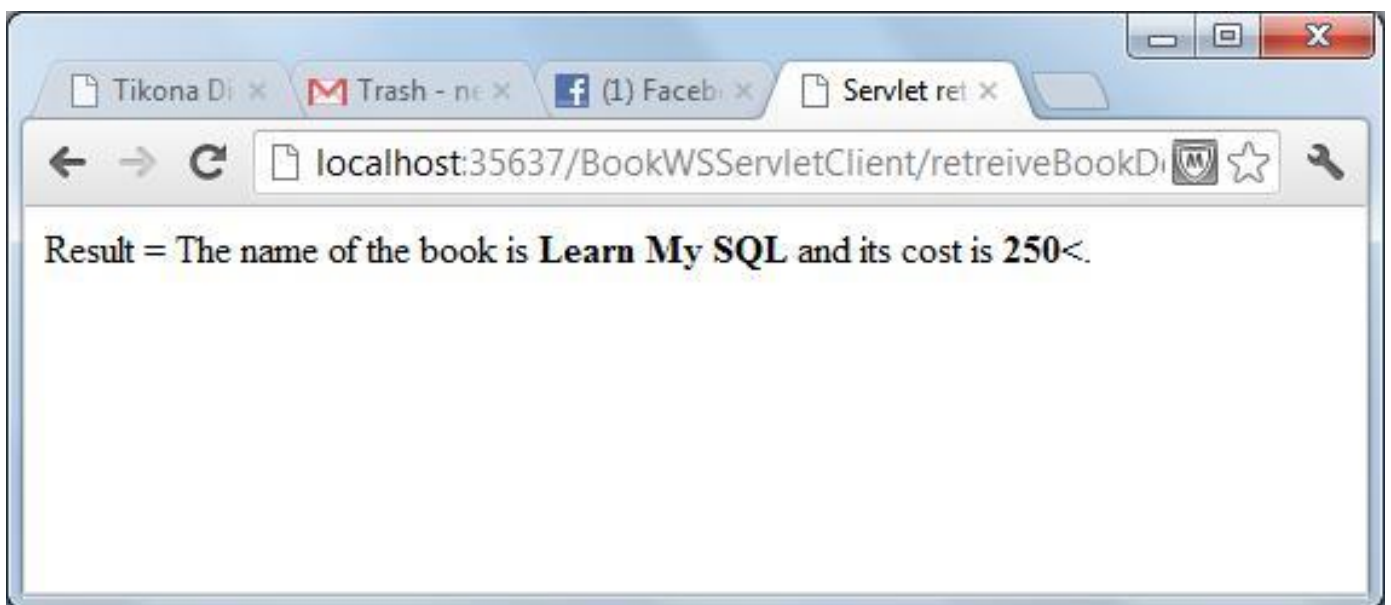 Tikona Di
Trash - ne
(1) Facebo
Servlet ret
localhost:35637/BookWSServletClient/retreiveBookD
Result = The name of the book is Learn My SQL and its cost is 250<.